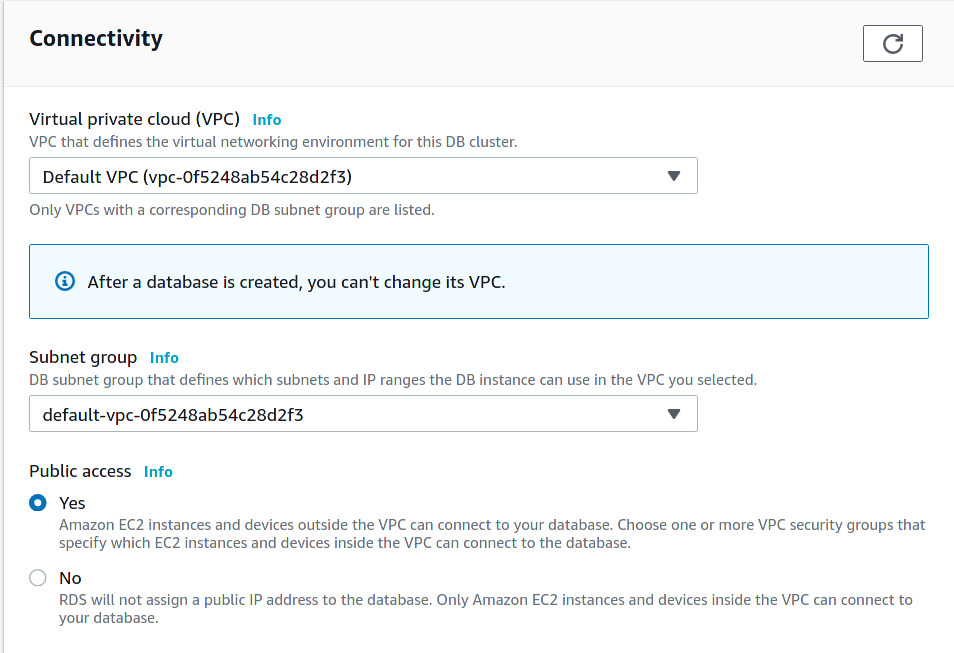 Connectivity
Virtual private cloud (VPC) Info
VPC that defines the virtual networking environment for this DB cluster.
Default VPC (vpc-0f5248ab54c28d2f3)
Only VPCs with a corresponding DB subnet group are listed.
After a database is created, you can't change its VPC.
Subnet group Info
DB subnet group that defines which subnets and IP ranges the DB instance can use in the VPC you selected.
default-vpc-0f5248ab54c28d2f3
Public access Info
Yes
Amazon EC2 instances and devices outside the VPC can connect to your database. Choose one or more VPC security groups that
specify which EC2 instances and devices inside the VPC can connect to the database.
No
RDS will not assign a public IP address to the database. Only Amazon EC2 instances and devices inside the VPC can connect to
your database.